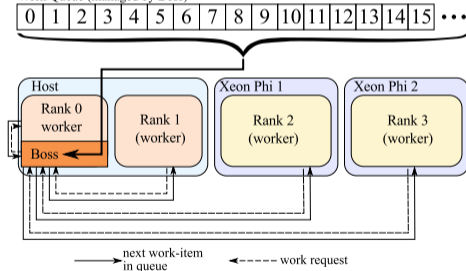 0 1 2 3 4 5 6 7 8 9 10 11 12 13 14 15 •••
Host
Xeon Phi 1
Xeon Phi 2
Rank 0
worker
Boss
Rank 1
(worker)
Rank 2
(worker)
Rank 3
(worker)
next work-item
in queue
work request